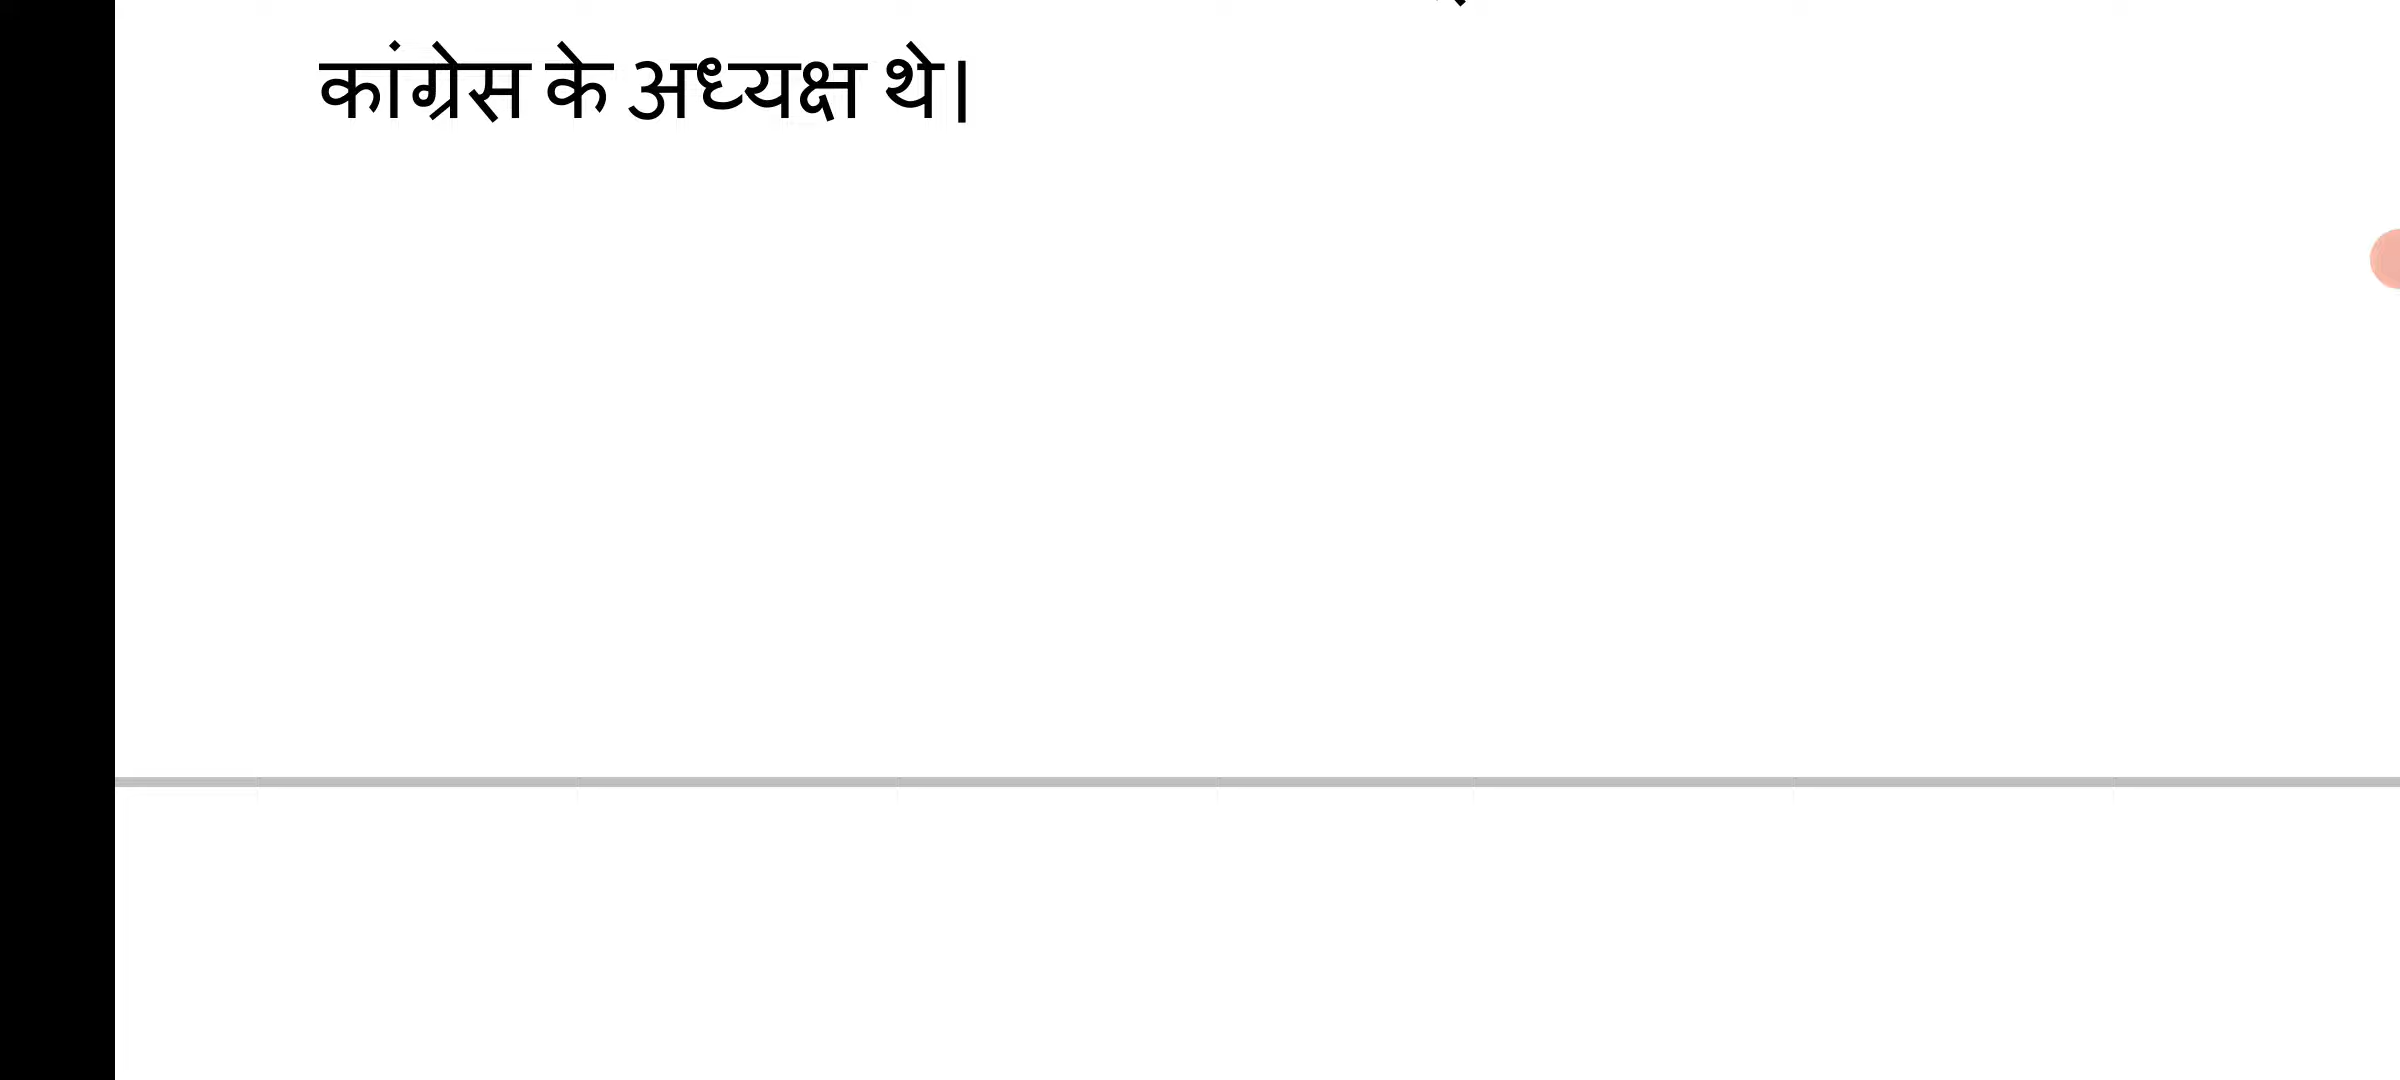 कांग्रेस के अध्यक्ष थे।